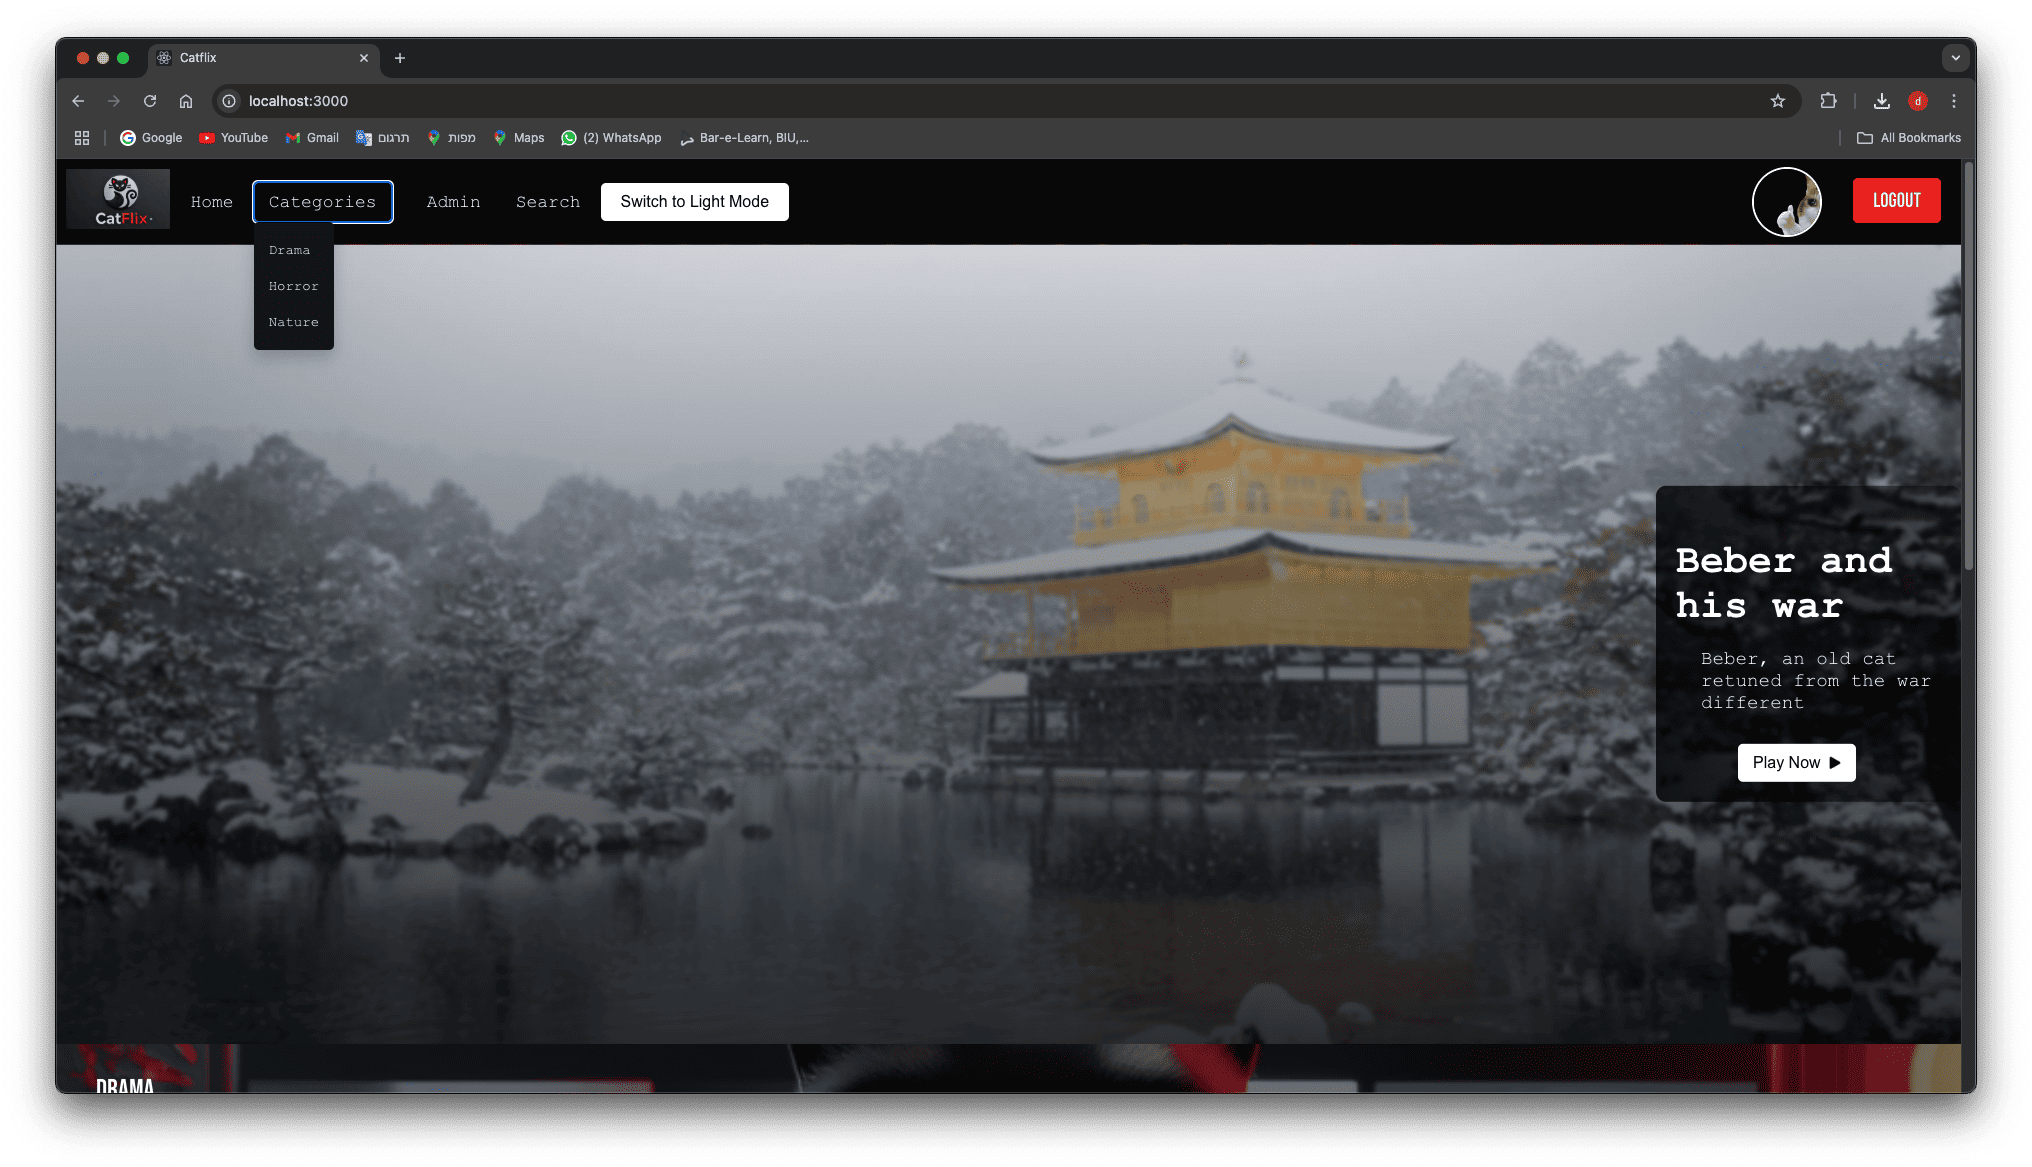 Catflix
localhost:3000
d
Google
YouTube
Gmail
תרגום
מפות
Maps
(2) WhatsApp
Bar-e-Learn, BIU,...
All Bookmarks
CatFlix
Home
Categories
Admin
Search
Switch to Light Mode
LOGOUT
Drama
Horror
Nature
Beber and
his war
Beber, an old cat
retuned from the war
different
Play Now
DRAMA